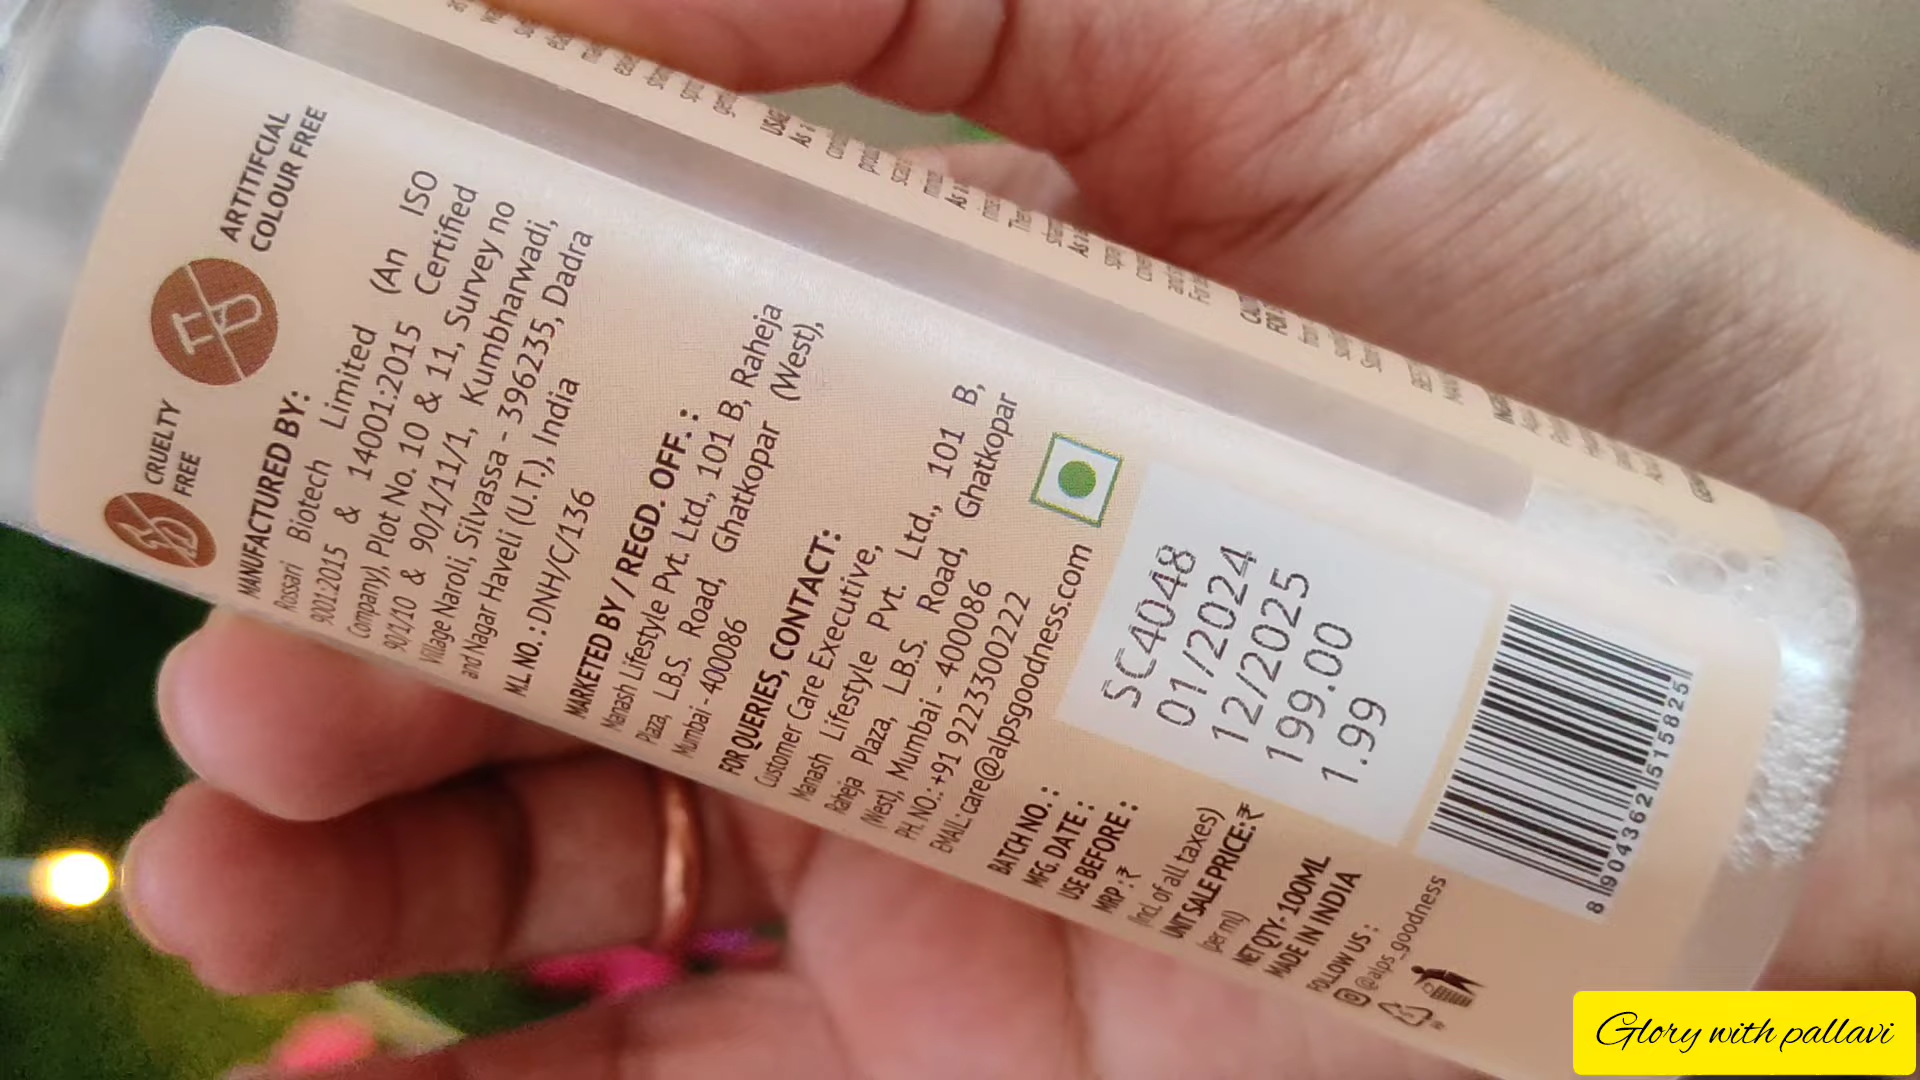 CRUELTY
FREE
ARTITIFCIAL
COLOUR FREE
MANUFACTURED BY:
Rossari Biotech Limited (An ISO
9001:2015 & 14001:2015 Certified
Company), Plot No. 10 & 11, Survey no
90/1/10 & 90/1/11/1, Kumbharwadi,
Village Naroli, Silvassa - 396235, Dadra
and Nagar Haveli (U.T.), India
M.L. NO. : DNH/C/136
MARKETED BY / REGD. OFF. :
Manash Lifestyle Pvt. Ltd., 101 B, Raheja
Plaza, L.B.S. Road, Ghatkopar (West),
Mumbai - 400086
FOR QUERIES, CONTACT:
Customer Care Executive,
Manash Lifestyle Pvt. Ltd., 101 B,
Raheja Plaza, L.B.S. Road, Ghatkopar
(West), Mumbai - 400086
PH. NO.: +91 9223300222
EMAIL: care@alpsgoodness.com
BATCH NO. : SC4048
MFG. DATE : 01/2024
USE BEFORE : 12/2025
MRP : ₹ 199.00
(Incl. of all taxes)
UNIT SALE PRICE: ₹ 1.99
(per ml)
NET QTY- 100ML
MADE IN INDIA
FOLLOW US :
@alps_goodness
8 904362 515825
Glory with pallavi